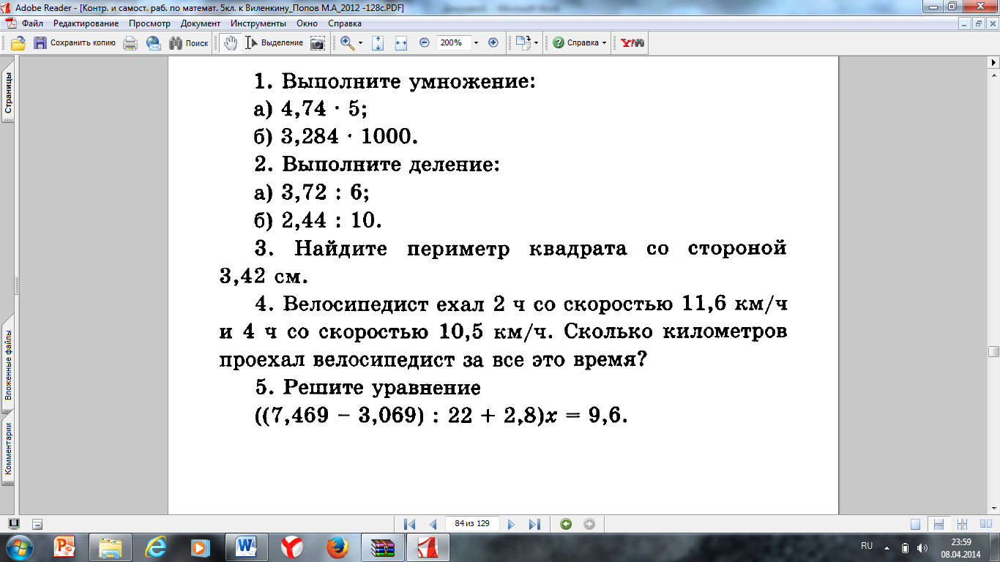 Adobe Reader - [Контр. и самост. раб. по математ. 5кл. к Виленкину_Попов М.А_2012 -128с.PDF]
Файл Редактирование Просмотр Документ Инструменты Окно Справка
Сохранить копию Поиск Выделение 200% Справка Y!
Страницы
1. Выполните умножение:
а) 4,74 · 5;
б) 3,284 · 1000.
2. Выполните деление:
а) 3,72 : 6;
б) 2,44 : 10.
3. Найдите периметр квадрата со стороной
3,42 см.
4. Велосипедист ехал 2 ч со скоростью 11,6 км/ч
и 4 ч со скоростью 10,5 км/ч. Сколько километров
проехал велосипедист за все это время?
5. Решите уравнение
((7,469 − 3,069) : 22 + 2,8)x = 9,6.
Вложенные файлы
Комментарии
84 из 129
RU 23:59
08.04.2014